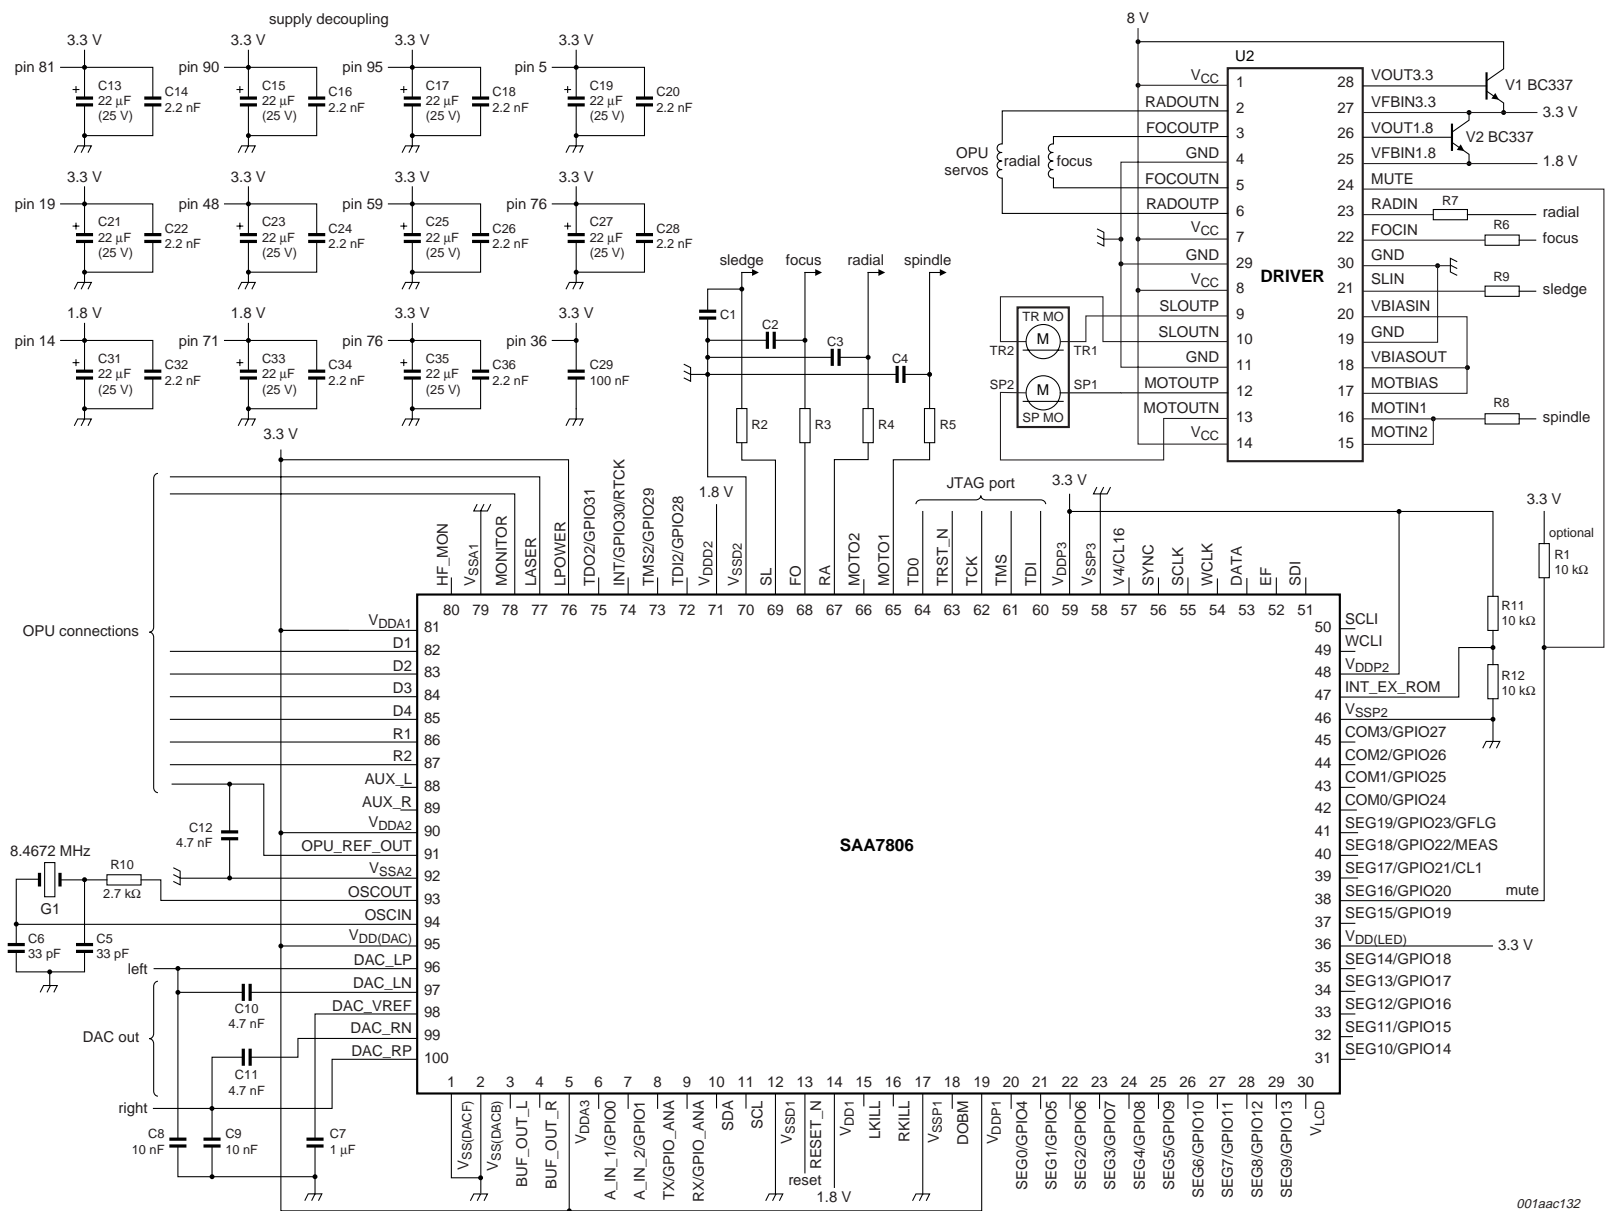 supply decoupling
3.3 V 3.3 V 3.3 V 3.3 V
pin 81 pin 90 pin 95 pin 5
+ C13 22 μF (25 V) C14 2.2 nF
+ C15 22 μF (25 V) C16 2.2 nF
+ C17 22 μF (25 V) C18 2.2 nF
+ C19 22 μF (25 V) C20 2.2 nF
3.3 V 3.3 V 3.3 V 3.3 V
pin 19 pin 48 pin 59 pin 76
+ C21 22 μF (25 V) C22 2.2 nF
+ C23 22 μF (25 V) C24 2.2 nF
+ C25 22 μF (25 V) C26 2.2 nF
+ C27 22 μF (25 V) C28 2.2 nF
1.8 V 1.8 V 3.3 V 3.3 V
pin 14 pin 71 pin 76 pin 36
+ C31 22 μF (25 V) C32 2.2 nF
+ C33 22 μF (25 V) C34 2.2 nF
+ C35 22 μF (25 V) C36 2.2 nF
C29 100 nF
8 V
U2
DRIVER
VCC 1
RADOUTN 2
FOCOUTP 3
GND 4
FOCOUTN 5
RADOUTP 6
VCC 7
GND 29
VCC 8
SLOUTP 9
SLOUTN 10
GND 11
MOTOUTP 12
MOTOUTN 13
VCC 14
28 VOUT3.3
27 VFBIN3.3
26 VOUT1.8
25 VFBIN1.8
24 MUTE
23 RADIN
22 FOCIN
30 GND
21 SLIN
20 VBIASIN
19 GND
18 VBIASOUT
17 MOTBIAS
16 MOTIN1
15 MOTIN2
V1 BC337
3.3 V
V2 BC337
1.8 V
R7 radial
R6 focus
R9 sledge
R8 spindle
OPU servos
radial focus
TR MO
M
TR2 TR1
SP2 SP1
M
SP MO
sledge focus radial spindle
C1
C2
C3
C4
R2 R3 R4 R5
3.3 V
1.8 V
JTAG port
3.3 V
3.3 V
optional
R1
10 kΩ
R11
10 kΩ
R12
10 kΩ
HF_MON 80
VSSA1 79
MONITOR 78
LASER 77
LPOWER 76
TDO2/GPIO31 75
INT/GPIO30/RTCK 74
TMS2/GPIO29 73
TDI2/GPIO28 72
VDDD2 71
VSSD2 70
SL 69
FO 68
RA 67
MOTO2 66
MOTO1 65
TD0 64
TRST_N 63
TCK 62
TMS 61
TDI 60
VDDP3 59
VSSP3 58
V4/CL16 57
SYNC 56
SCLK 55
WCLK 54
DATA 53
EF 52
SDI 51
OPU connections
VDDA1 81
D1 82
D2 83
D3 84
D4 85
R1 86
R2 87
AUX_L 88
AUX_R 89
VDDA2 90
OPU_REF_OUT 91
VSSA2 92
OSCOUT 93
OSCIN 94
VDD(DAC) 95
DAC_LP 96
DAC_LN 97
DAC_VREF 98
DAC_RN 99
DAC_RP 100
C12
4.7 nF
8.4672 MHz
G1
R10
2.7 kΩ
C6
33 pF
C5
33 pF
left
C10
4.7 nF
DAC out
C11
4.7 nF
right
C8
10 nF
C9
10 nF
C7
1 μF
SAA7806
50 SCLI
49 WCLI
48 VDDP2
47 INT_EX_ROM
46 VSSP2
45 COM3/GPIO27
44 COM2/GPIO26
43 COM1/GPIO25
42 COM0/GPIO24
41 SEG19/GPIO23/GFLG
40 SEG18/GPIO22/MEAS
39 SEG17/GPIO21/CL1
38 SEG16/GPIO20 mute
37 SEG15/GPIO19
36 VDD(LED) 3.3 V
35 SEG14/GPIO18
34 SEG13/GPIO17
33 SEG12/GPIO16
32 SEG11/GPIO15
31 SEG10/GPIO14
1 VSS(DACF)
2 VSS(DACB)
3 BUF_OUT_L
4 BUF_OUT_R
5 VDDA3
6 A_IN_1/GPIO0
7 A_IN_2/GPIO1
8 TX/GPIO_ANA
9 RX/GPIO_ANA
10 SDA
11 SCL
12 VSSD1
13 RESET_N
reset
14 VDD1
1.8 V
15 LKILL
16 RKILL
17 VSSP1
18 DOBM
19 VDDP1
20 SEG0/GPIO4
21 SEG1/GPIO5
22 SEG2/GPIO6
23 SEG3/GPIO7
24 SEG4/GPIO8
25 SEG5/GPIO9
26 SEG6/GPIO10
27 SEG7/GPIO11
28 SEG8/GPIO12
29 SEG9/GPIO13
30 VLCD
001aac132